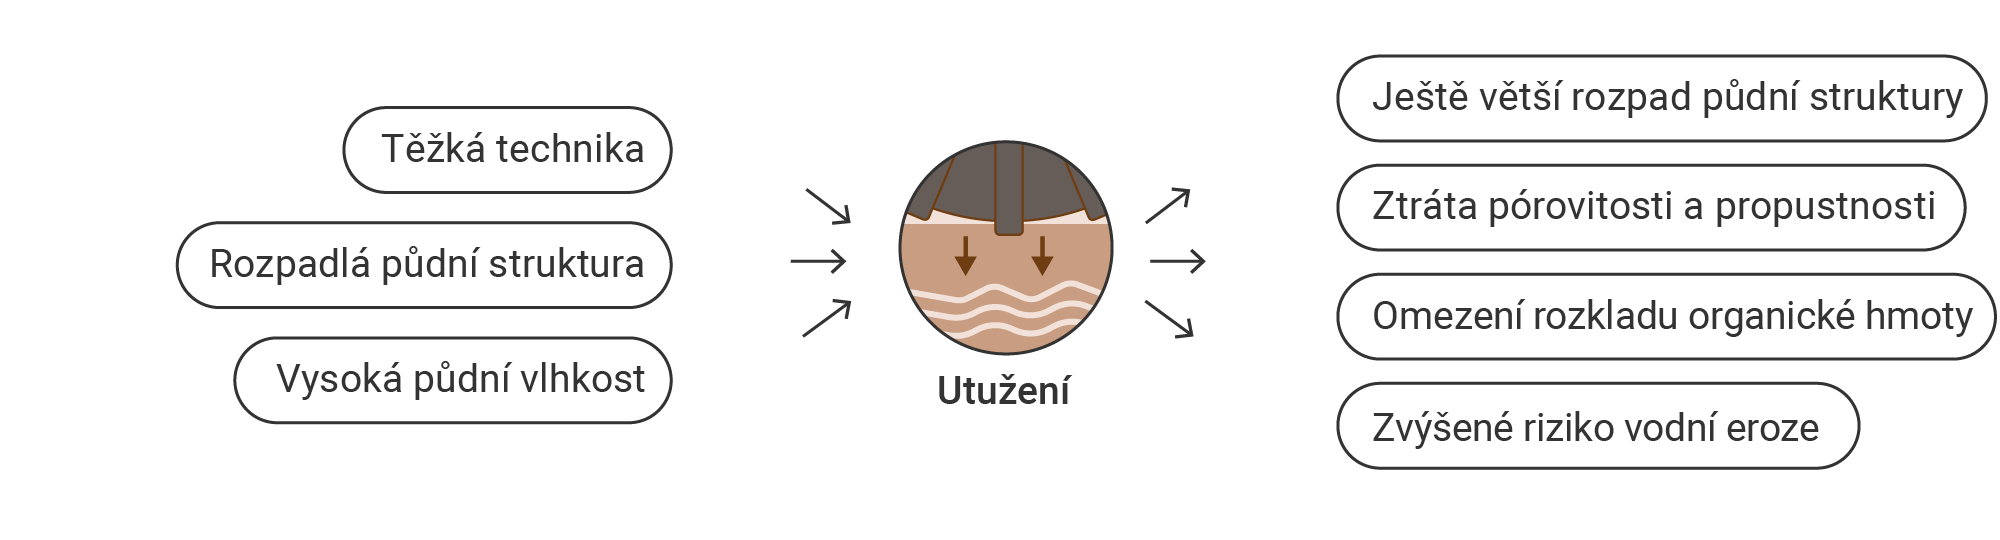 Těžká technika
Rozpadlá půdní struktura
Vysoká půdní vlhkost
Utužení
Ještě větší rozpad půdní struktury
Ztráta pórovitosti a propustnosti
Omezení rozkladu organické hmoty
Zvýšené riziko vodní eroze